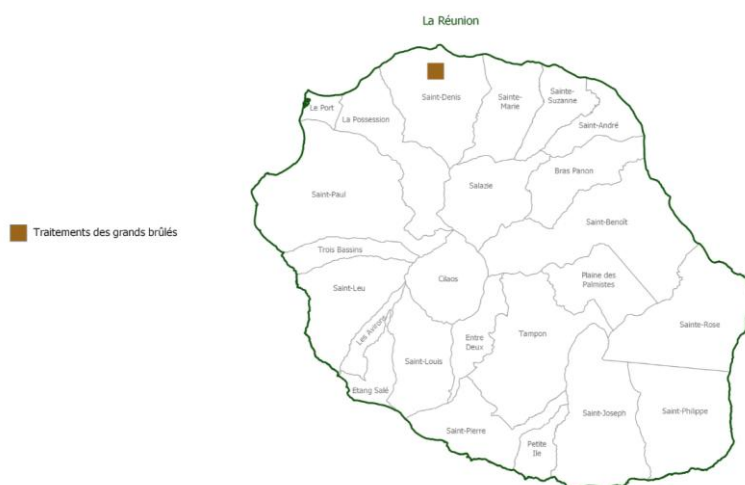 La Réunion
Saint-Denis
Sainte-
Marie
Sainte-
Suzanne
Le Port
La Possession
Saint-André
Bras Panon
Saint-Paul
Salazie
Saint-Benoît
Traitements des grands brûlés
Trois Bassins
Cilaos
Plaine des
Palmistes
Saint-Leu
Sainte-Rose
Les Avirons
Entre
Deux
Tampon
Saint-Louis
Etang Salé
Saint-Joseph
Saint-Philippe
Saint-Pierre
Petite
Ile